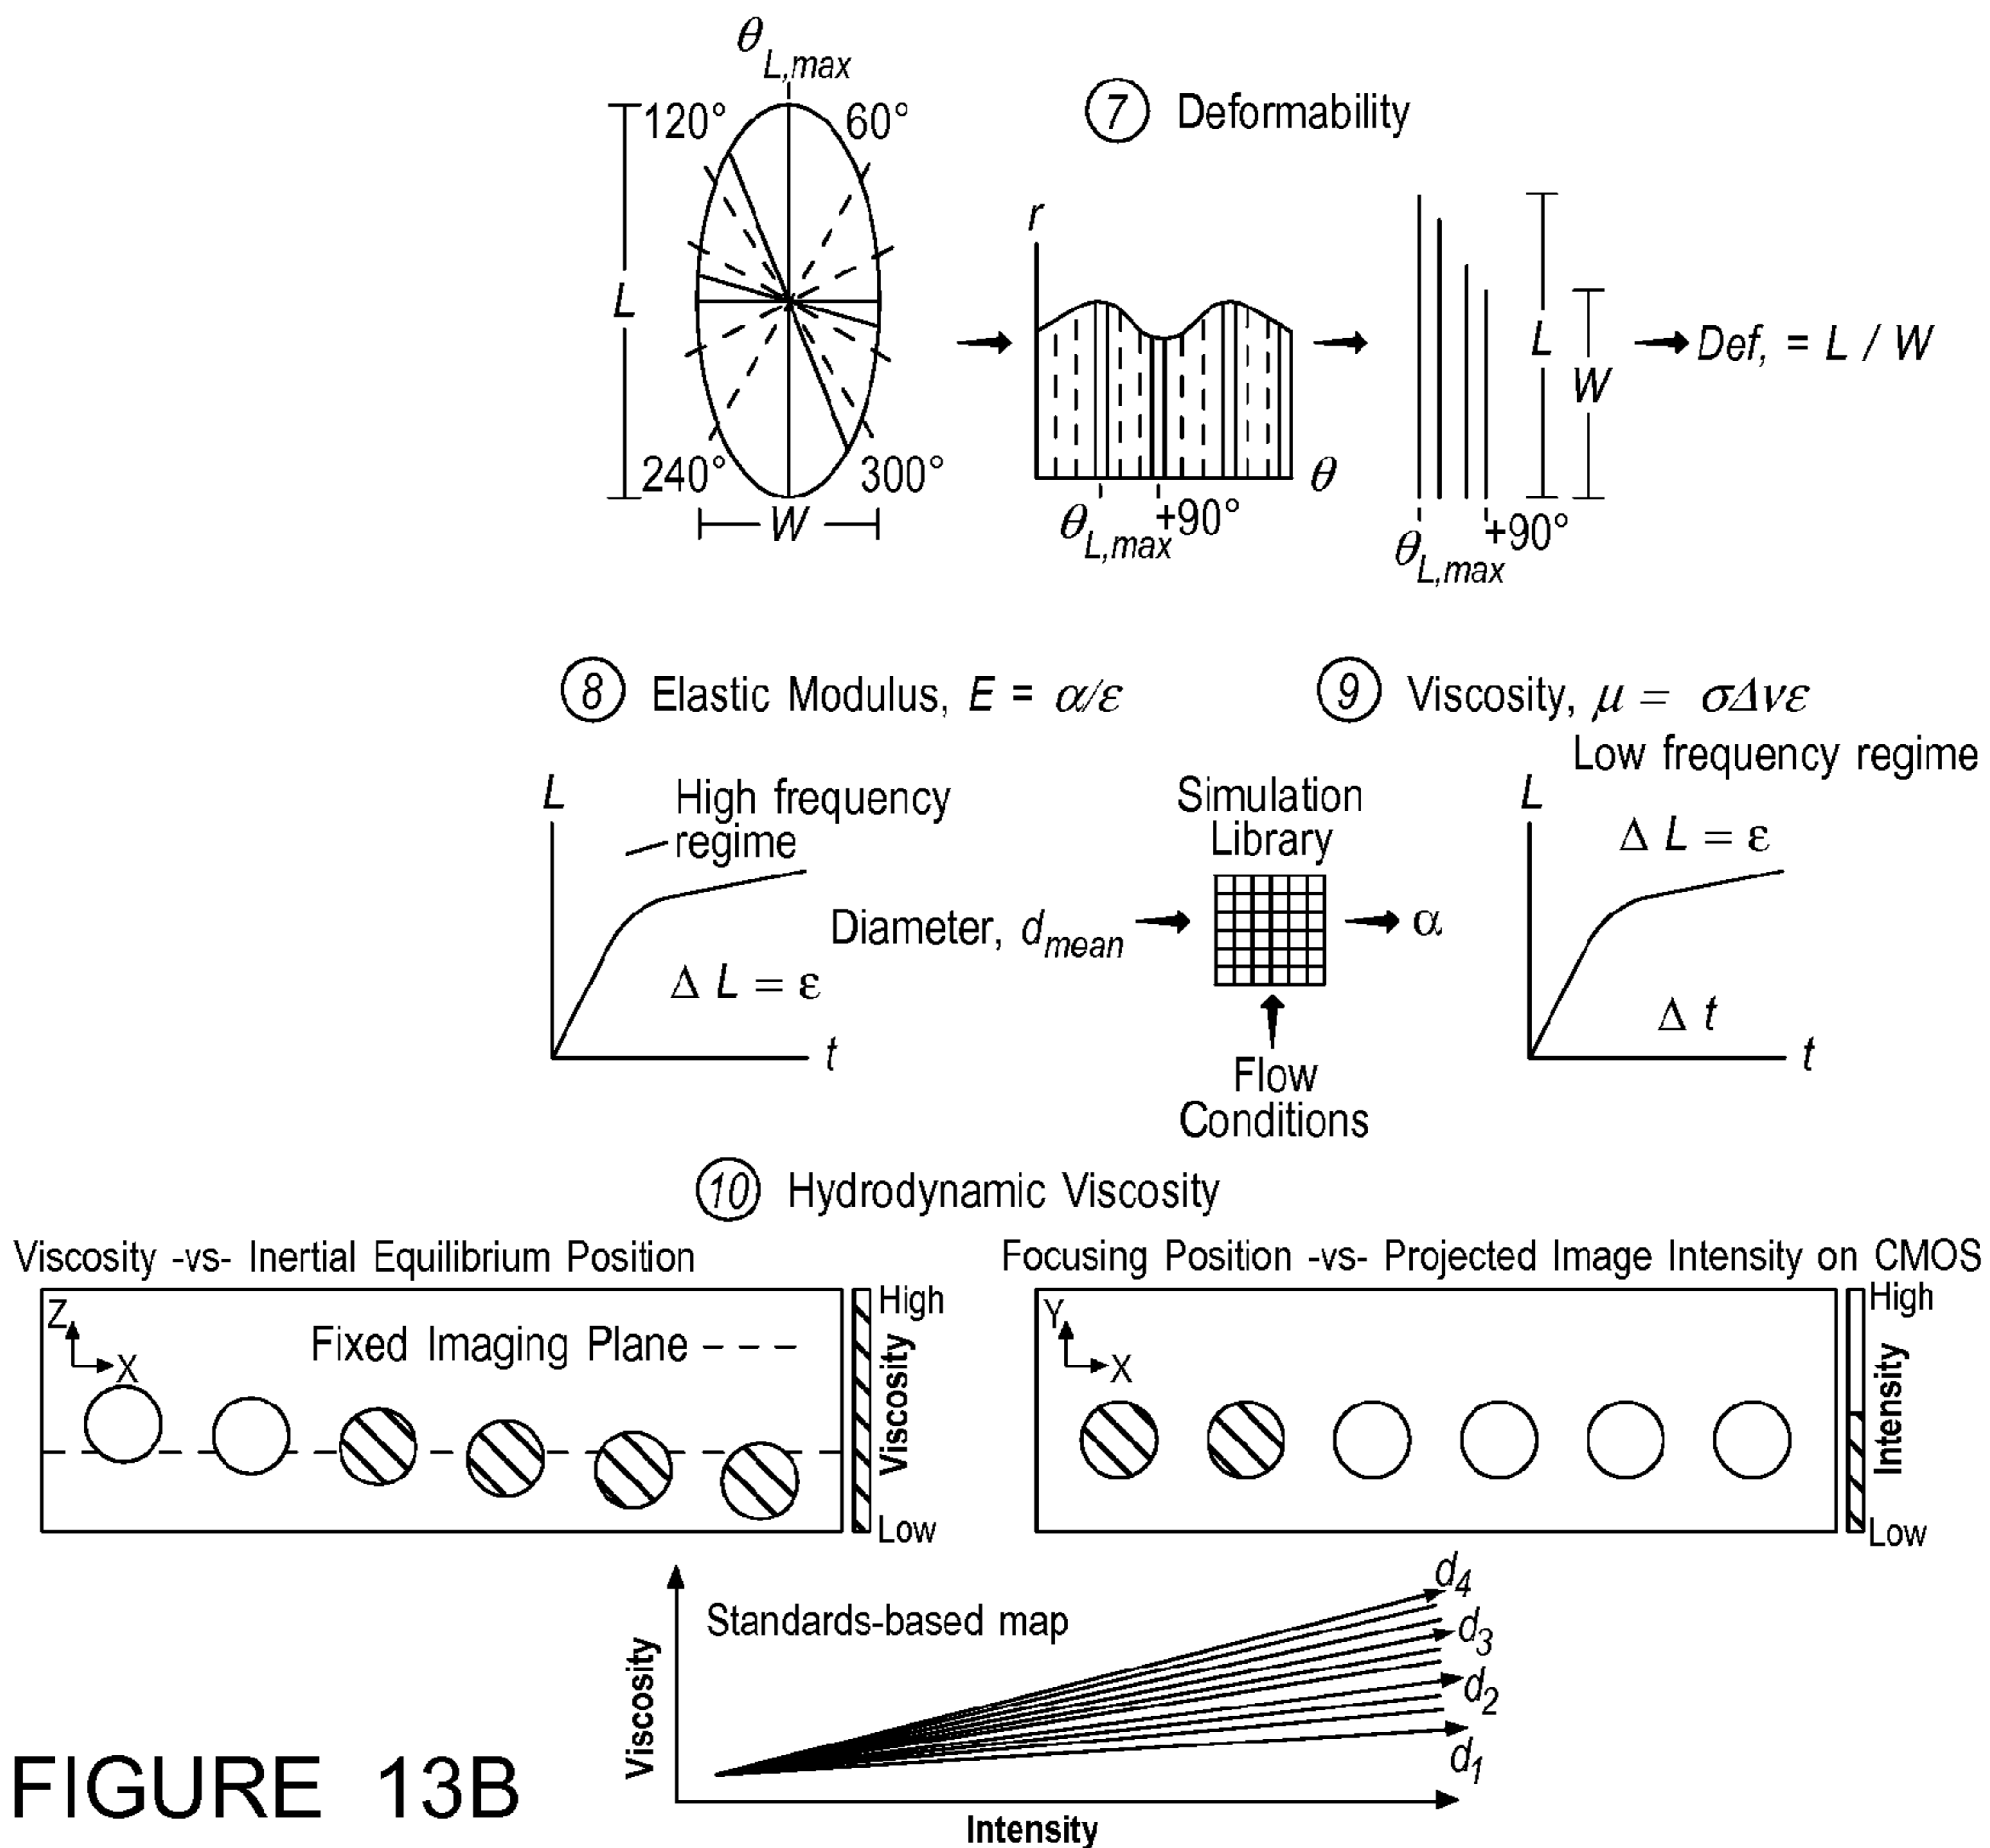 θL,max
120°
60°
L
240°
300°
W
7 Deformability
r
θ
θL,max
+90°
L
W
θL,max
+90°
Def, = L / W
8 Elastic Modulus, E = α/ε
L
High frequency
regime
Δ L = ε
t
Diameter, dmean
Simulation
Library
α
Flow
Conditions
9 Viscosity, μ = σΔνε
Low frequency regime
L
Δ L = ε
Δ t
t
10 Hydrodynamic Viscosity
Viscosity -vs- Inertial Equilibrium Position
Z
X
Fixed Imaging Plane
High
Viscosity
Low
Focusing Position -vs- Projected Image Intensity on CMOS
Y
X
High
Intensity
Low
Viscosity
Standards-based map
d4
d3
d2
d1
Intensity
FIGURE 13B